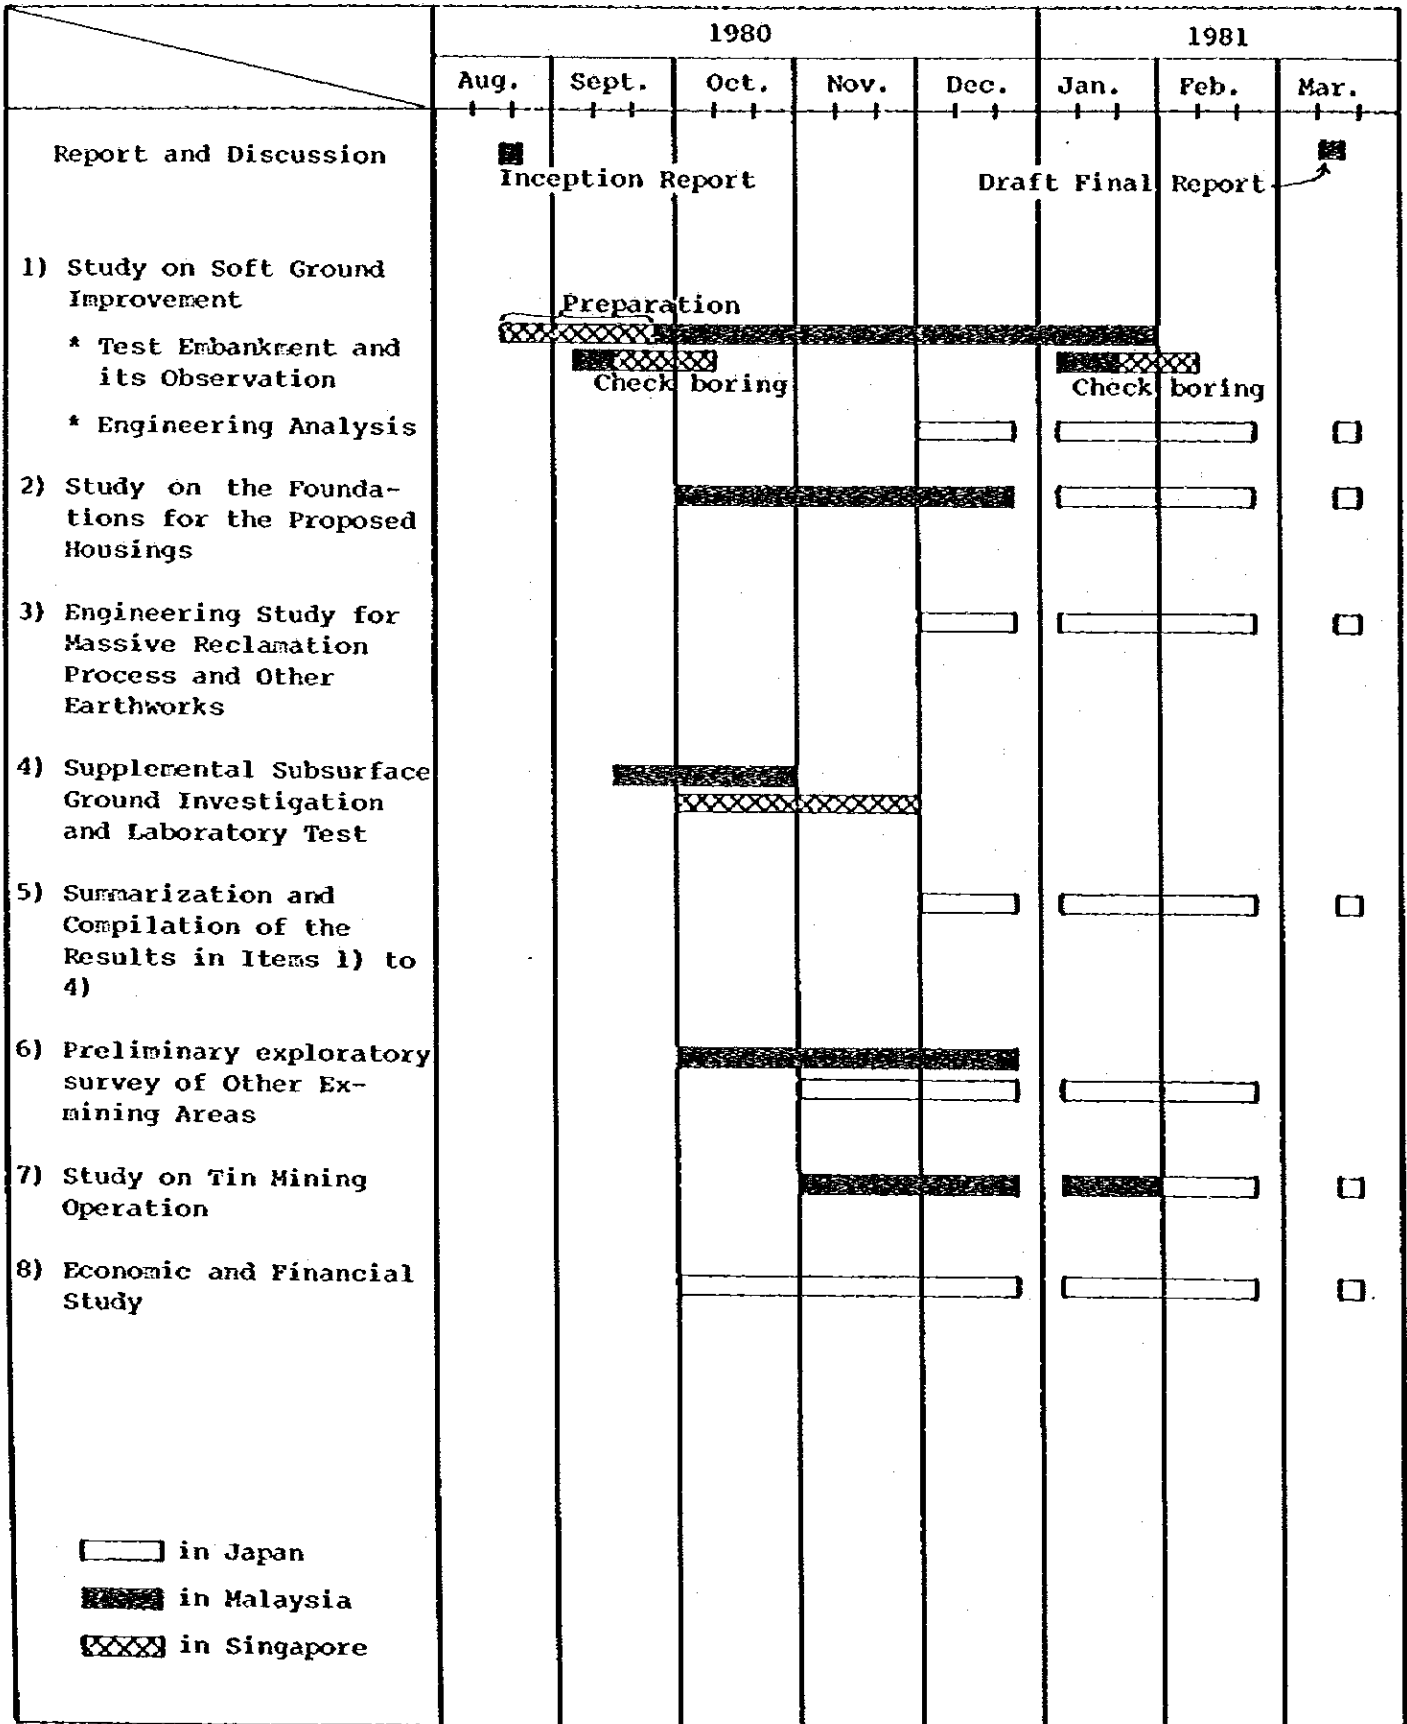 1980
1981
Aug. Sept. Oct. Nov. Dec. Jan. Feb. Mar.
Report and Discussion
Inception Report
Draft Final Report
1) Study on Soft Ground
Improvement
Preparation
* Test Embankment and
its Observation
Check boring
Check boring
* Engineering Analysis
2) Study on the Founda-
tions for the Proposed
Housings
3) Engineering Study for
Massive Reclamation
Process and Other
Earthworks
4) Supplemental Subsurface
Ground Investigation
and Laboratory Test
5) Summarization and
Compilation of the
Results in Items 1) to
4)
6) Preliminary exploratory
survey of Other Ex-
mining Areas
7) Study on Tin Mining
Operation
8) Economic and Financial
Study
in Japan
in Malaysia
in Singapore